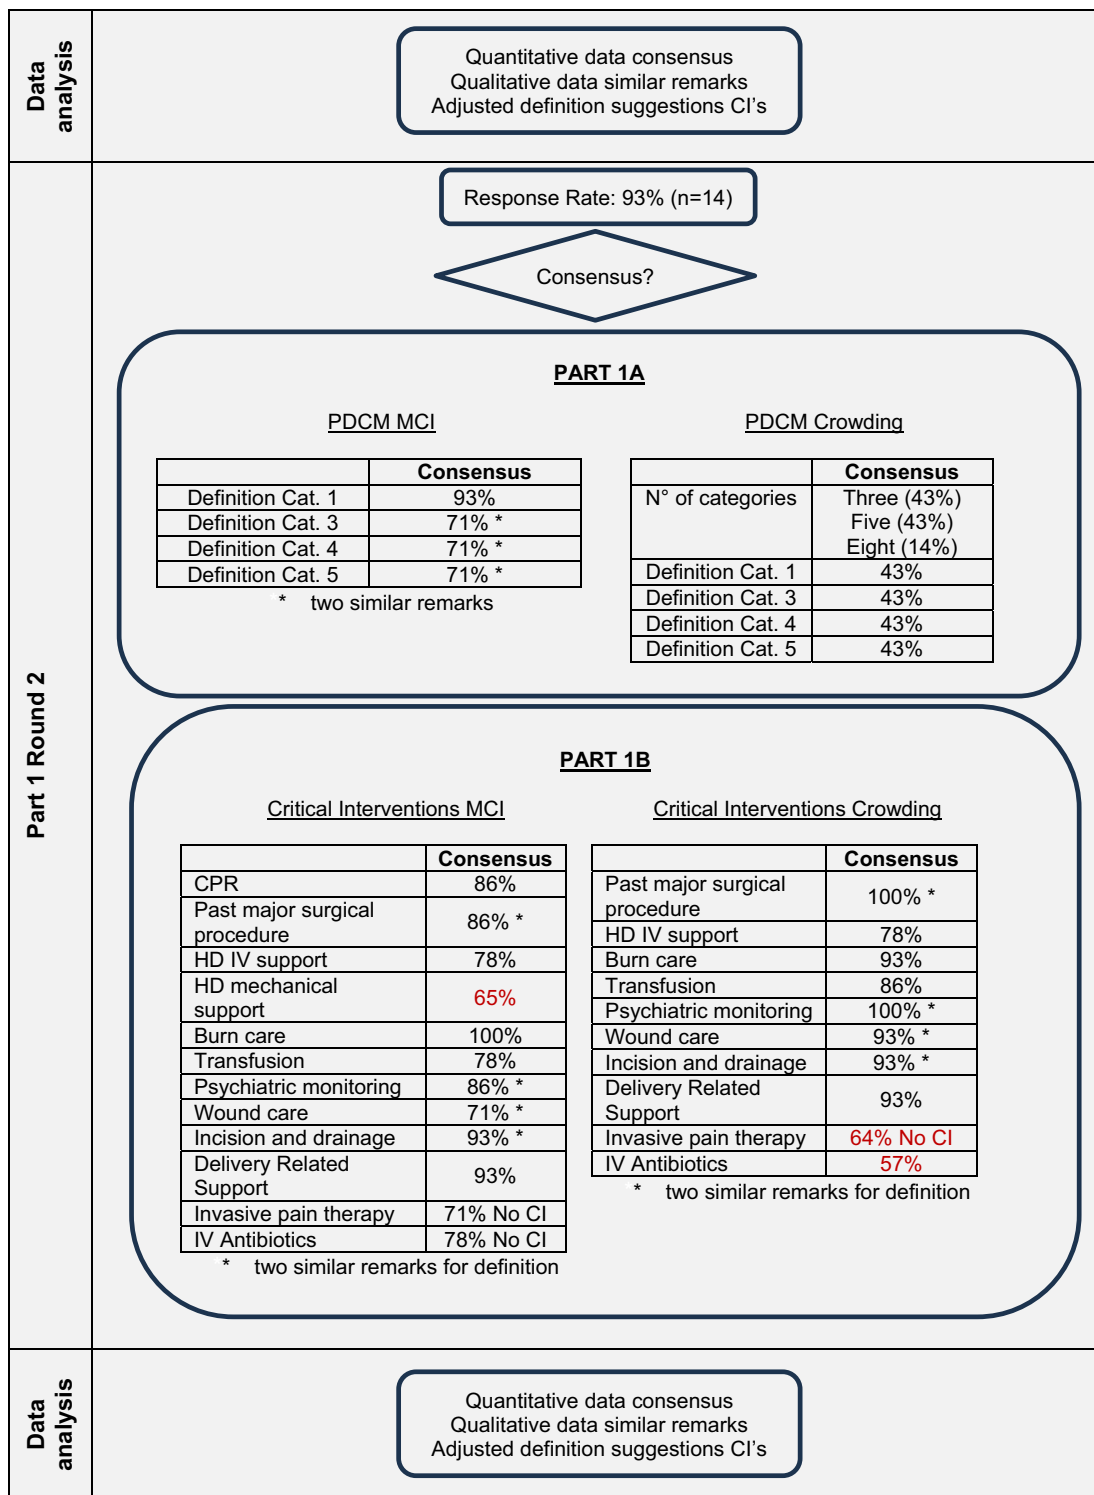 Data
analysis
Quantitative data consensus
Qualitative data similar remarks
Adjusted definition suggestions CI's
Part 1 Round 2
Response Rate: 93% (n=14)
Consensus?
PART 1A
PDCM MCI
Consensus
Definition Cat. 1 93%
Definition Cat. 3 71% *
Definition Cat. 4 71% *
Definition Cat. 5 71% *
* two similar remarks
PDCM Crowding
Consensus
N° of categories Three (43%)
Five (43%)
Eight (14%)
Definition Cat. 1 43%
Definition Cat. 3 43%
Definition Cat. 4 43%
Definition Cat. 5 43%
PART 1B
Critical Interventions MCI
Consensus
CPR 86%
Past major surgical
procedure 86% *
HD IV support 78%
HD mechanical
support 65%
Burn care 100%
Transfusion 78%
Psychiatric monitoring 86% *
Wound care 71% *
Incision and drainage 93% *
Delivery Related
Support 93%
Invasive pain therapy 71% No CI
IV Antibiotics 78% No CI
* two similar remarks for definition
Critical Interventions Crowding
Consensus
Past major surgical
procedure 100% *
HD IV support 78%
Burn care 93%
Transfusion 86%
Psychiatric monitoring 100% *
Wound care 93% *
Incision and drainage 93% *
Delivery Related
Support 93%
Invasive pain therapy 64% No CI
IV Antibiotics 57%
* two similar remarks for definition
Data
analysis
Quantitative data consensus
Qualitative data similar remarks
Adjusted definition suggestions CI's